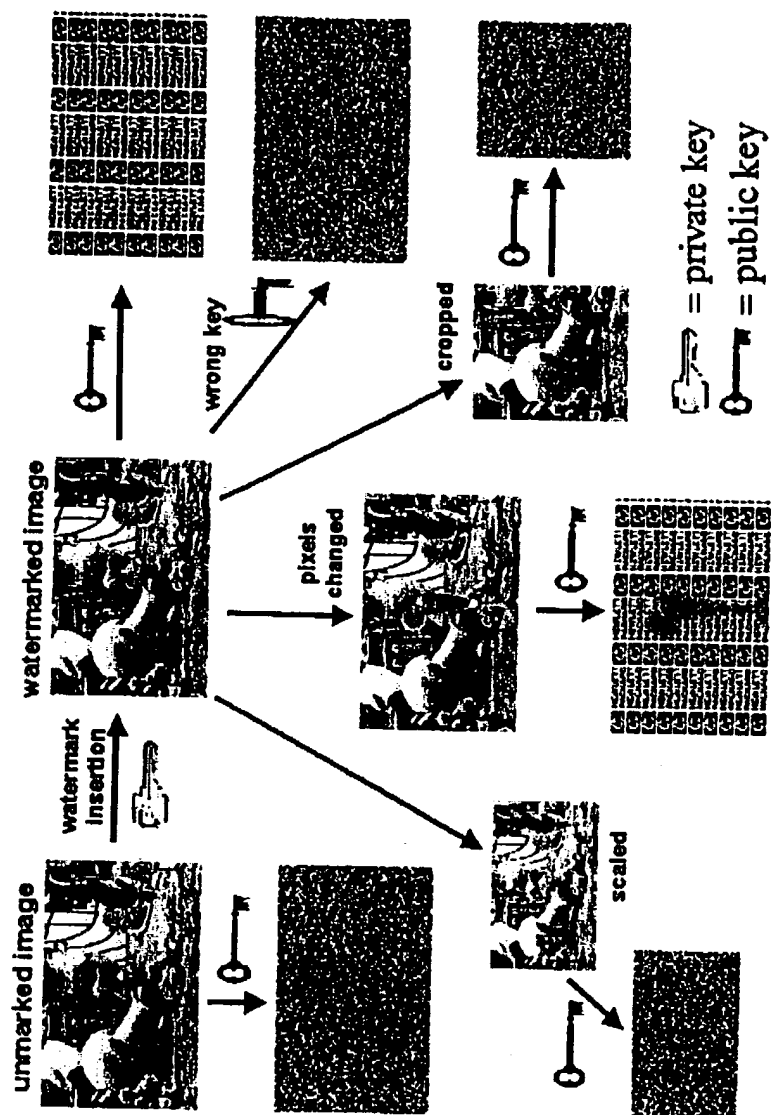 unmarked image
watermark
insertion
watermarked image
wrong key
pixels
changed
cropped
scaled
= private key
= public key